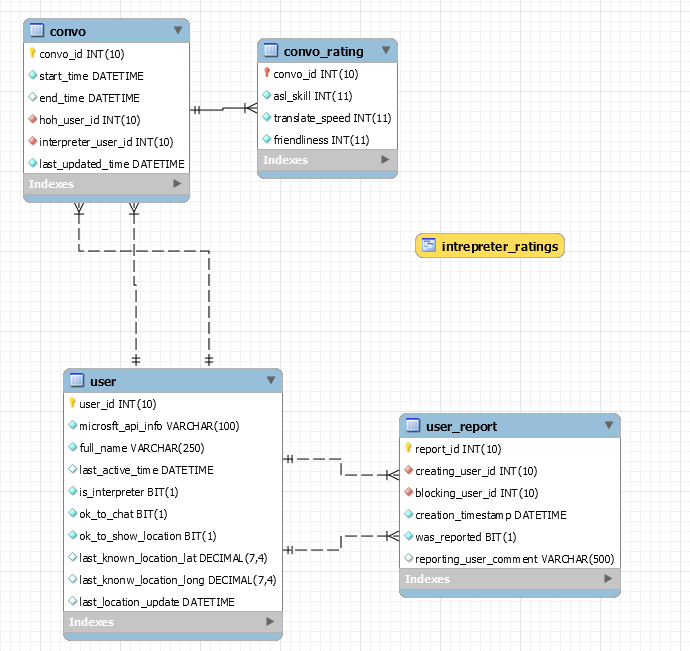 convo
convo_id INT(10)
start_time DATETIME
end_time DATETIME
hoh_user_id INT(10)
interpreter_user_id INT(10)
last_updated_time DATETIME
Indexes
convo_rating
convo_id INT(10)
asl_skill INT(11)
translate_speed INT(11)
friendliness INT(11)
Indexes
intrepreter_ratings
user
user_id INT(10)
microsft_api_info VARCHAR(100)
full_name VARCHAR(250)
last_active_time DATETIME
is_interpreter BIT(1)
ok_to_chat BIT(1)
ok_to_show_location BIT(1)
last_known_location_lat DECIMAL(7,4)
last_knonw_location_long DECIMAL(7,4)
last_location_update DATETIME
Indexes
user_report
report_id INT(10)
creating_user_id INT(10)
blocking_user_id INT(10)
creation_timestamp DATETIME
was_reported BIT(1)
reporting_user_comment VARCHAR(500)
Indexes